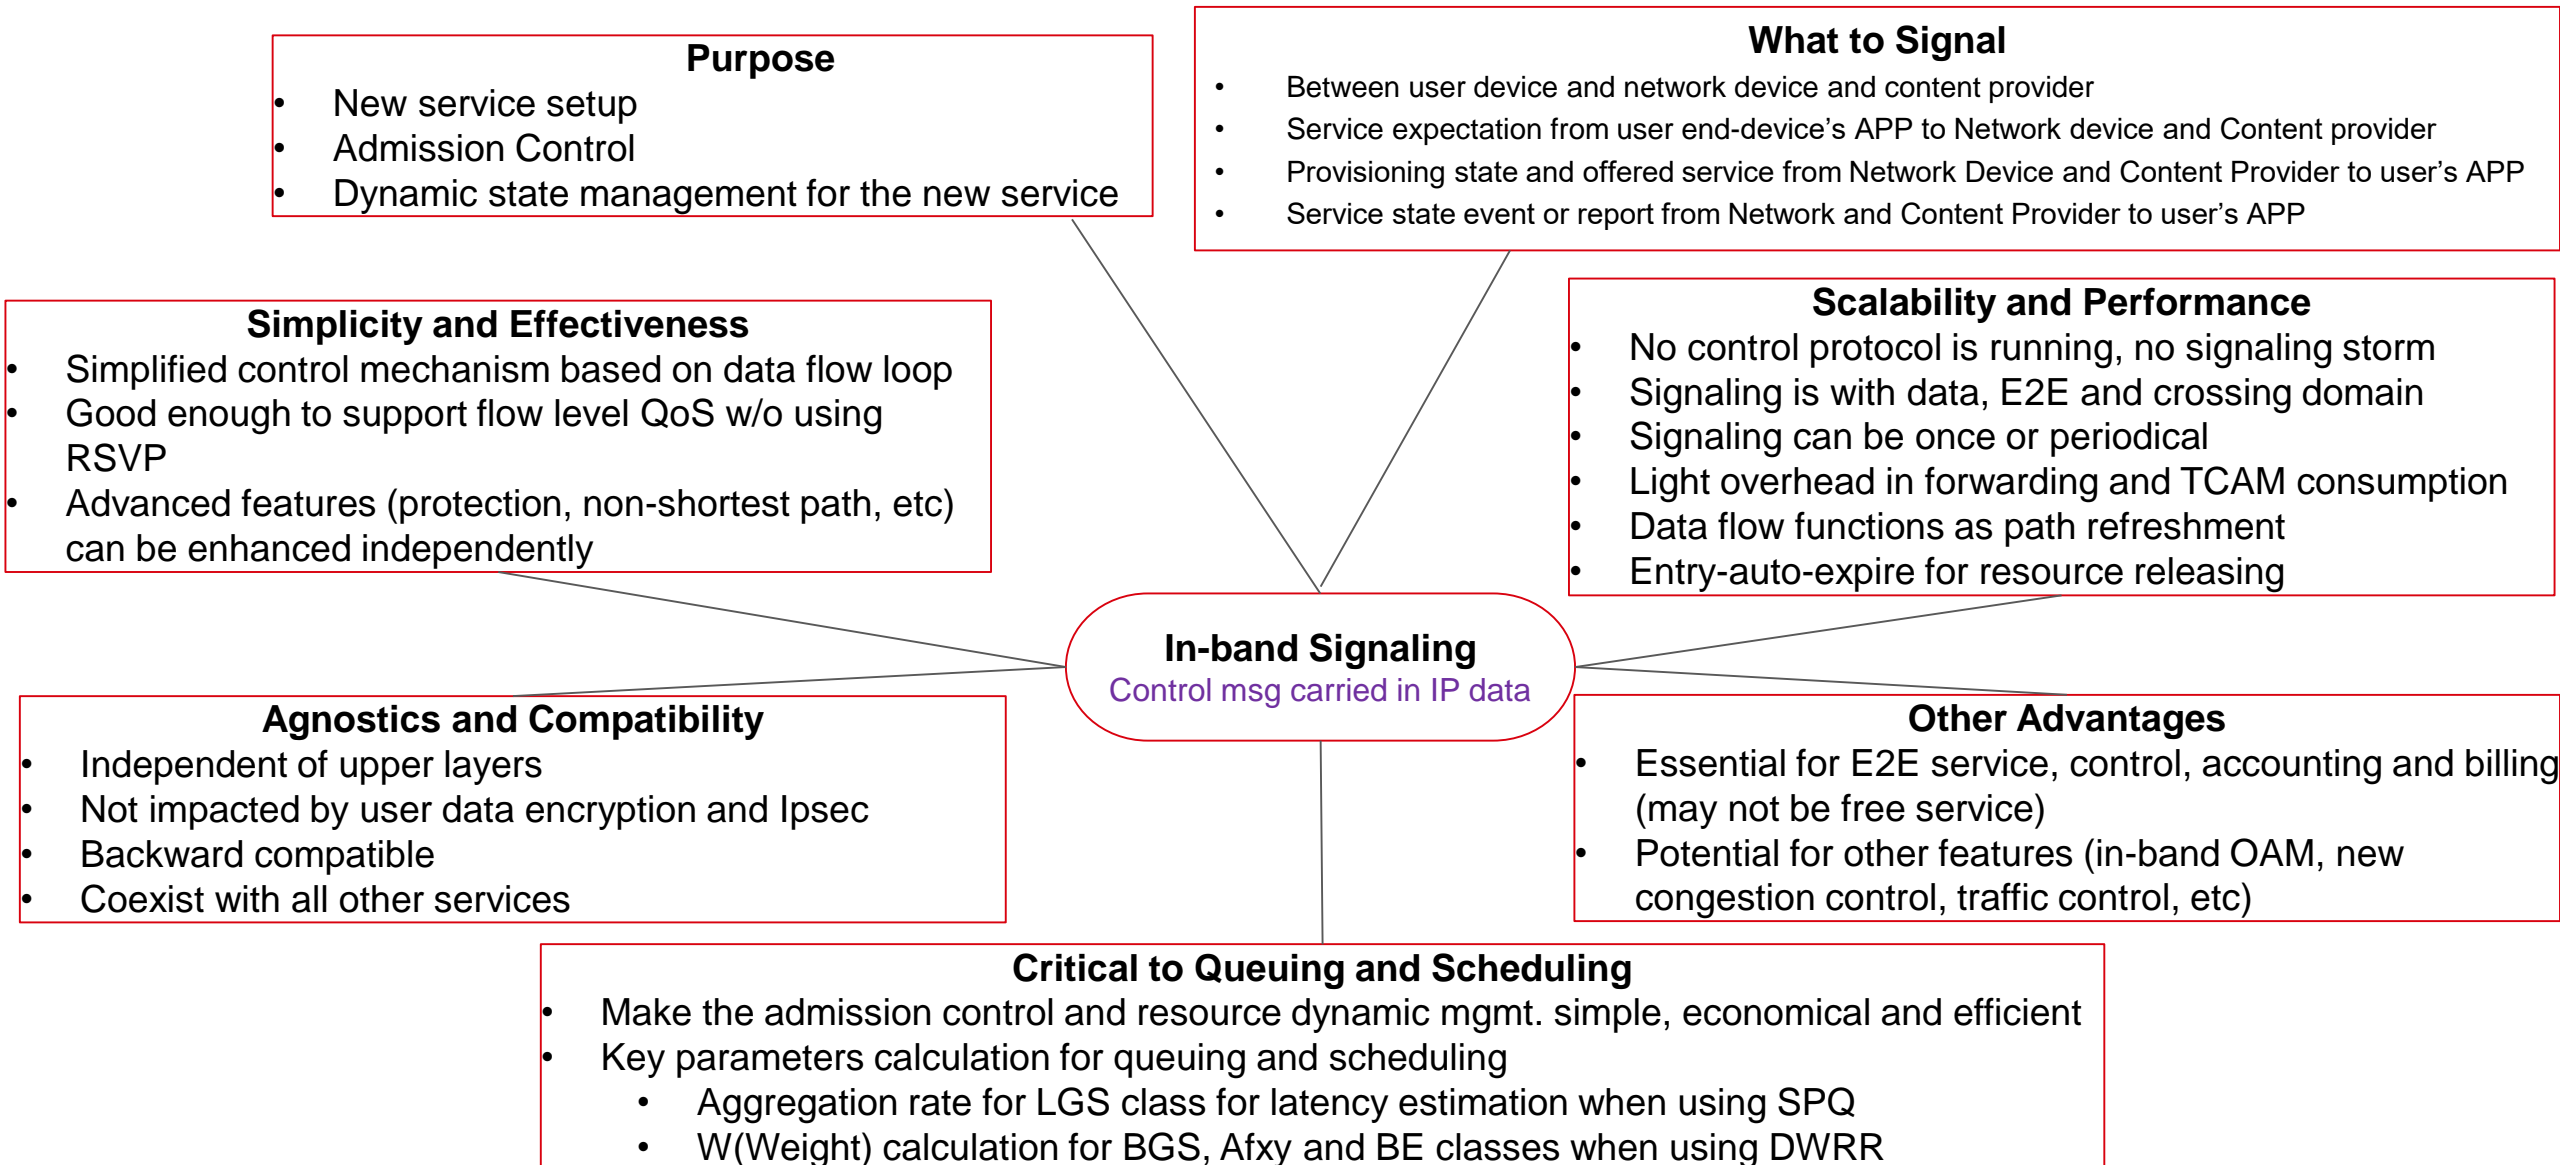 Purpose
• New service setup
• Admission Control
• Dynamic state management for the new service
What to Signal
• Between user device and network device and content provider
• Service expectation from user end-device's APP to Network device and Content provider
• Provisioning state and offered service from Network Device and Content Provider to user's APP
• Service state event or report from Network and Content Provider to user's APP
Simplicity and Effectiveness
• Simplified control mechanism based on data flow loop
• Good enough to support flow level QoS w/o using
RSVP
• Advanced features (protection, non-shortest path, etc)
can be enhanced independently
Scalability and Performance
• No control protocol is running, no signaling storm
• Signaling is with data, E2E and crossing domain
• Signaling can be once or periodical
• Light overhead in forwarding and TCAM consumption
• Data flow functions as path refreshment
• Entry-auto-expire for resource releasing
In-band Signaling
Control msg carried in IP data
Agnostics and Compatibility
• Independent of upper layers
• Not impacted by user data encryption and Ipsec
• Backward compatible
• Coexist with all other services
Other Advantages
• Essential for E2E service, control, accounting and billing
(may not be free service)
• Potential for other features (in-band OAM, new
congestion control, traffic control, etc)
Critical to Queuing and Scheduling
• Make the admission control and resource dynamic mgmt. simple, economical and efficient
• Key parameters calculation for queuing and scheduling
• Aggregation rate for LGS class for latency estimation when using SPQ
• W(Weight) calculation for BGS, Afxy and BE classes when using DWRR